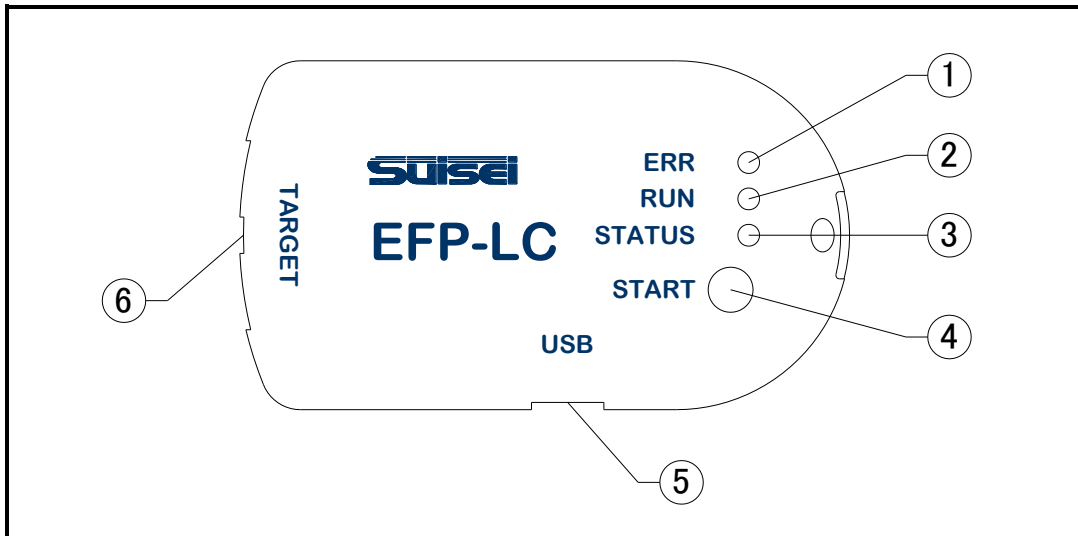 Suisei
EFP-LC
TARGET
ERR
RUN
STATUS
START
USB
1
2
3
4
5
6